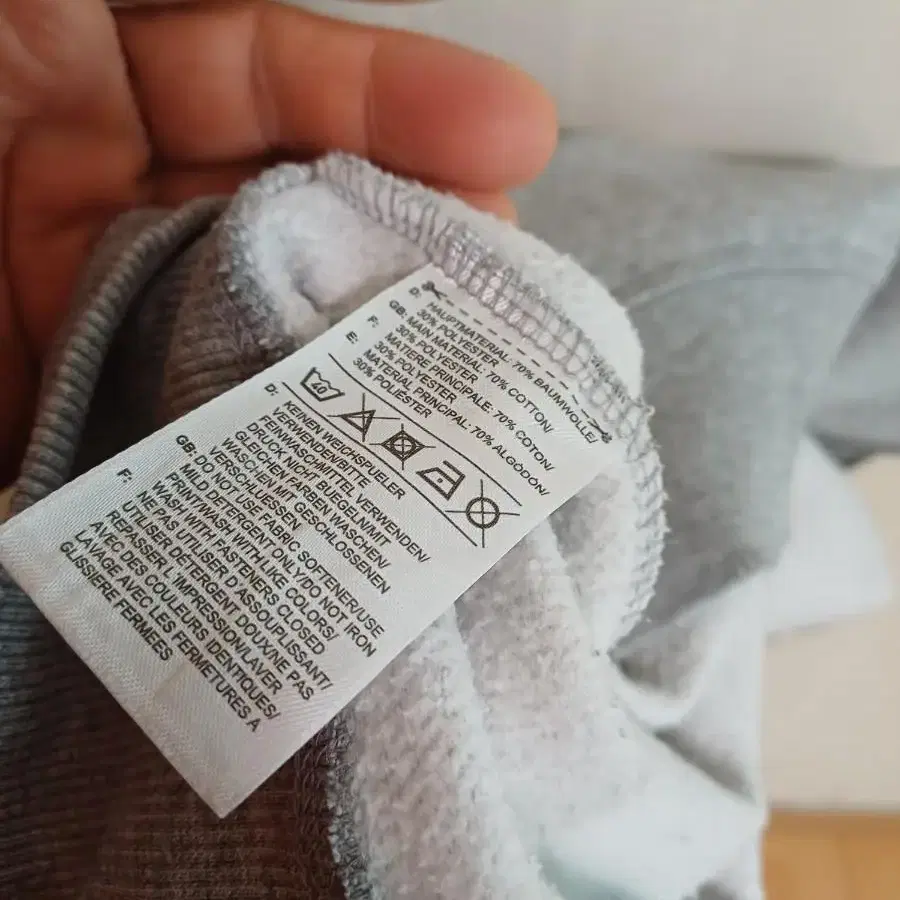 D: HAUPTMATERIAL: 70% BAUMWOLLE/
30% POLYESTER
GB: MAIN MATERIAL: 70% COTTON/
30% POLYESTER
F: MATIERE PRINCIPALE: 70% COTON/
30% POLYESTER
E: MATERIAL PRINCIPAL: 70% ALGODÓN/
30% POLIÉSTER
40
D: KEINEN WEICHSPUELER
VERWENDEN/BITTE
FEINWASCHMITTEL VERWENDEN/
DRUCK NICHT BUEGELN/MIT
GLEICHEN FARBEN WASCHEN/
WASCHEN MIT GESCHLOSSENEN
VERSCHLUESSEN
GB: DO NOT USE FABRIC SOFTENER/USE
MILD DETERGENT ONLY/DO NOT IRON
PRINT/WASH WITH LIKE COLORS/
WASH WITH FASTENERS CLOSED
F: NE PAS UTILISER D'ASSOUPLISSANT/
UTILISER DÉTERGENT DOUX/NE PAS
REPASSER L'IMPRESSION/LAVER
AVEC DES COULEURS IDENTIQUES/
LAVAGE AVEC LES FERMETURES A
GLISSIERE FERMÉES